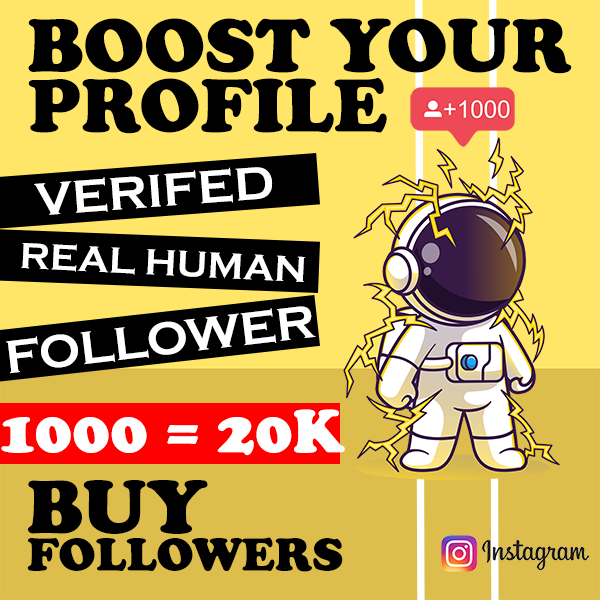 BOOST YOUR
PROFILE
+1000
VERIFED
REAL HUMAN
FOLLOWER
1000 = 20K
BUY
FOLLOWERS
Instagram